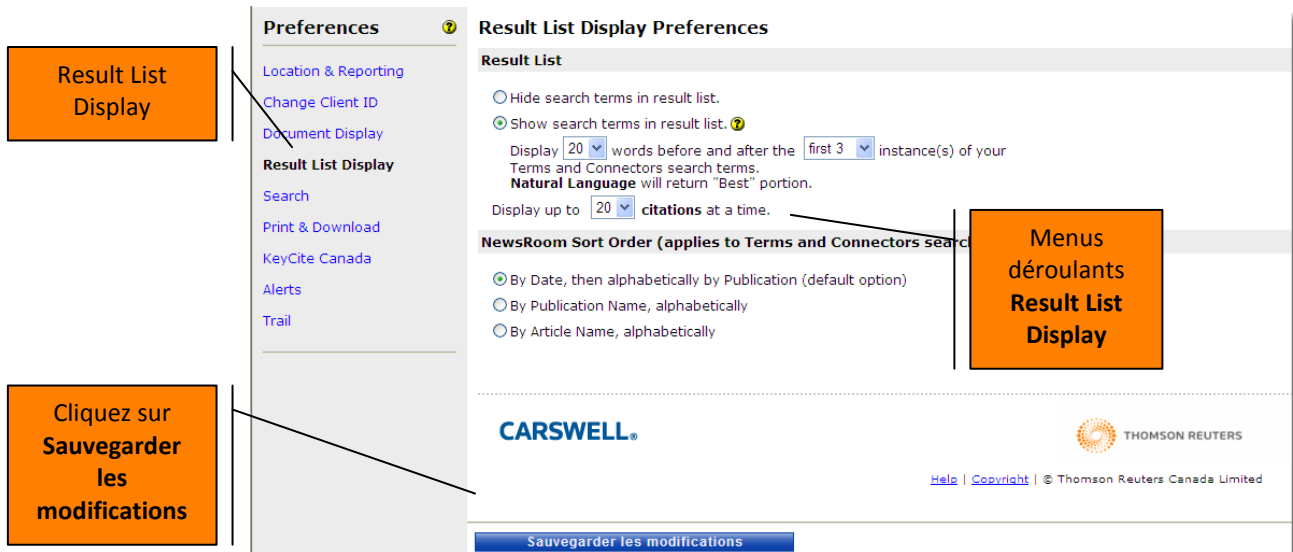 Preferences
Location & Reporting
Change Client ID
Document Display
Result List Display
Search
Print & Download
KeyCite Canada
Alerts
Trail
Result List Display Preferences
Result List
Hide search terms in result list.
Show search terms in result list.
Display 20 words before and after the first 3 instance(s) of your
Terms and Connectors search terms.
Natural Language will return "Best" portion.
Display up to 20 citations at a time.
NewsRoom Sort Order (applies to Terms and Connectors search
By Date, then alphabetically by Publication (default option)
By Publication Name, alphabetically
By Article Name, alphabetically
CARSWELL®
THOMSON REUTERS
Help | Copyright | © Thomson Reuters Canada Limited
Sauvegarder les modifications
Result List
Display
Menus
déroulants
Result List
Display
Cliquez sur
Sauvegarder
les
modifications